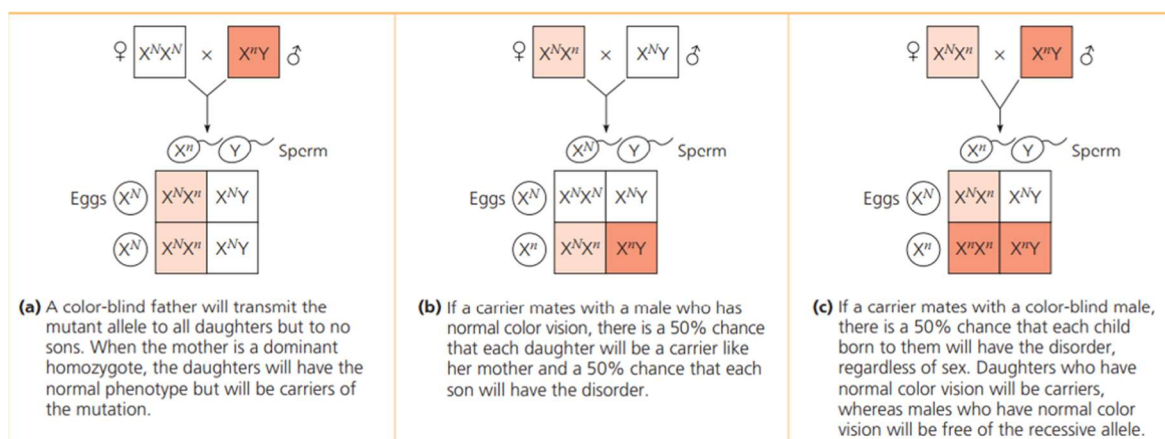 ♀ XᴺXᴺ × XⁿY ♂
Xⁿ Y Sperm
Eggs Xᴺ XᴺXⁿ XᴺY
Xᴺ XᴺXⁿ XᴺY
(a) A color-blind father will transmit the
mutant allele to all daughters but to no
sons. When the mother is a dominant
homozygote, the daughters will have the
normal phenotype but will be carriers of
the mutation.
♀ XᴺXⁿ × XᴺY ♂
Xᴺ Y Sperm
Eggs Xᴺ XᴺXᴺ XᴺY
Xⁿ XᴺXⁿ XⁿY
(b) If a carrier mates with a male who has
normal color vision, there is a 50% chance
that each daughter will be a carrier like
her mother and a 50% chance that each
son will have the disorder.
♀ XᴺXⁿ × XⁿY ♂
Xⁿ Y Sperm
Eggs Xᴺ XᴺXⁿ XᴺY
Xⁿ XⁿXⁿ XⁿY
(c) If a carrier mates with a color-blind male,
there is a 50% chance that each child
born to them will have the disorder,
regardless of sex. Daughters who have
normal color vision will be carriers,
whereas males who have normal color
vision will be free of the recessive allele.